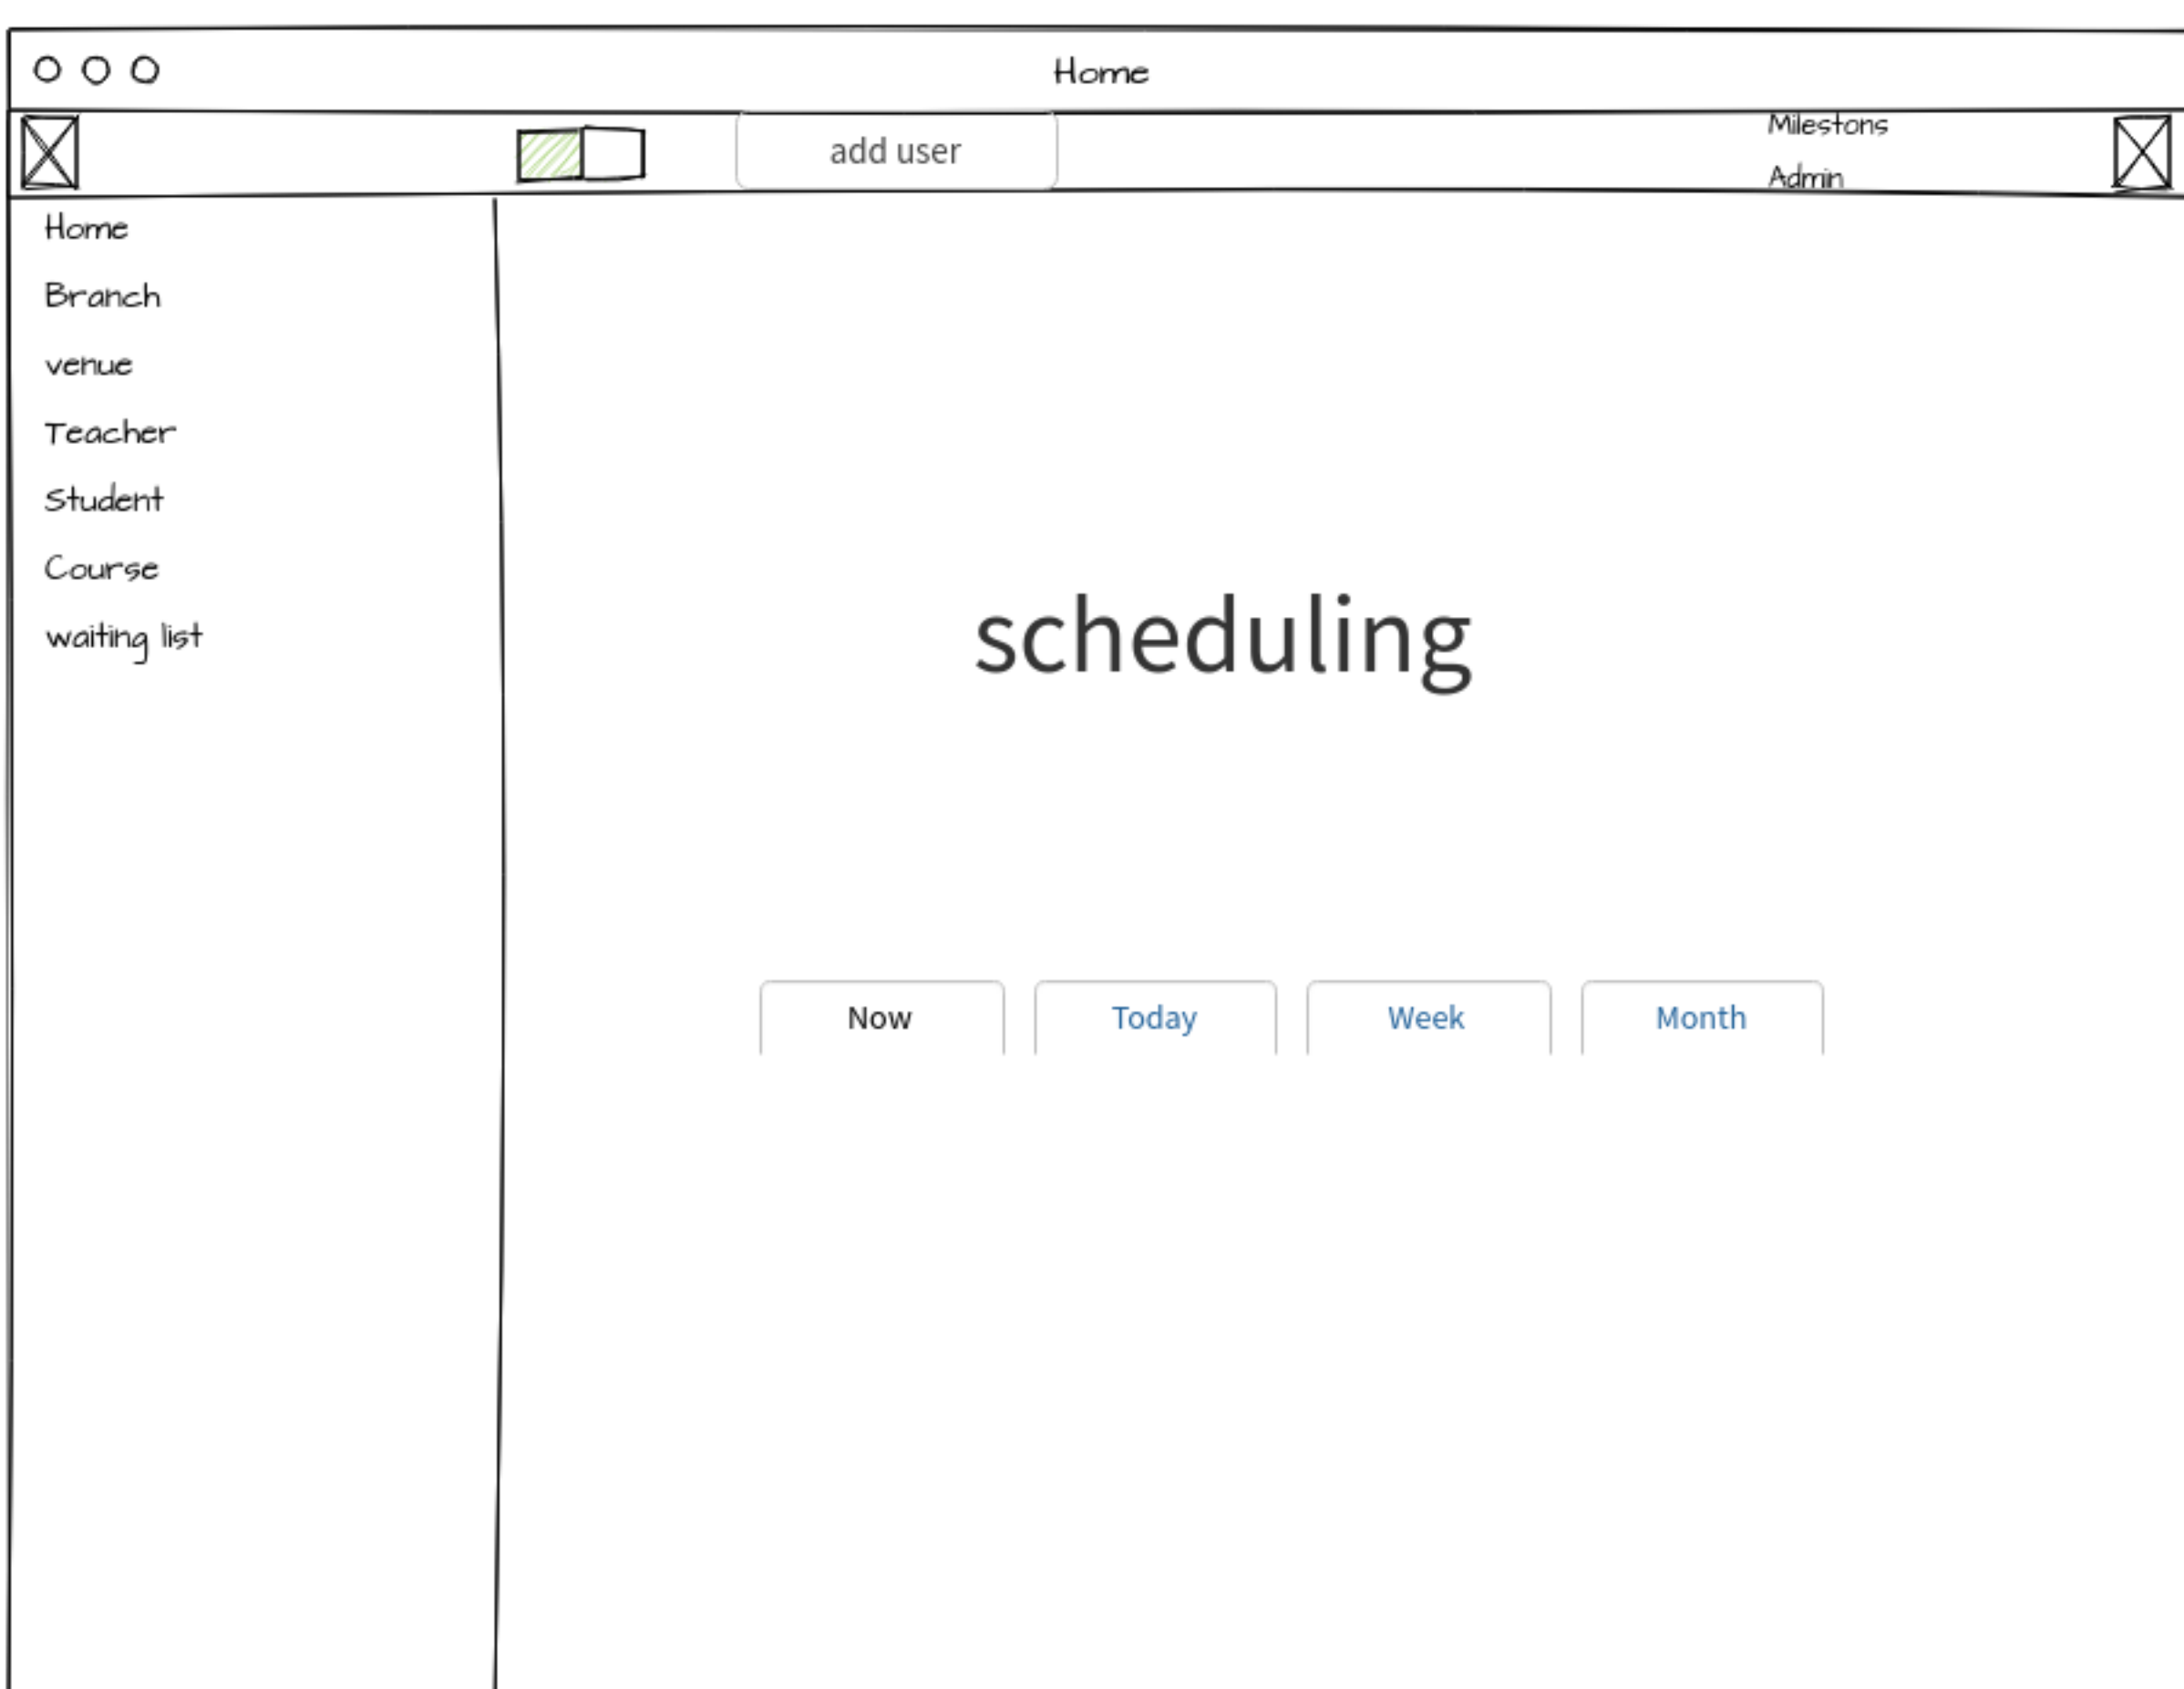 Home
add user
Milestons
Admin
Home
Branch
venue
Teacher
Student
Course
waiting list
scheduling
Now
Today
Week
Month